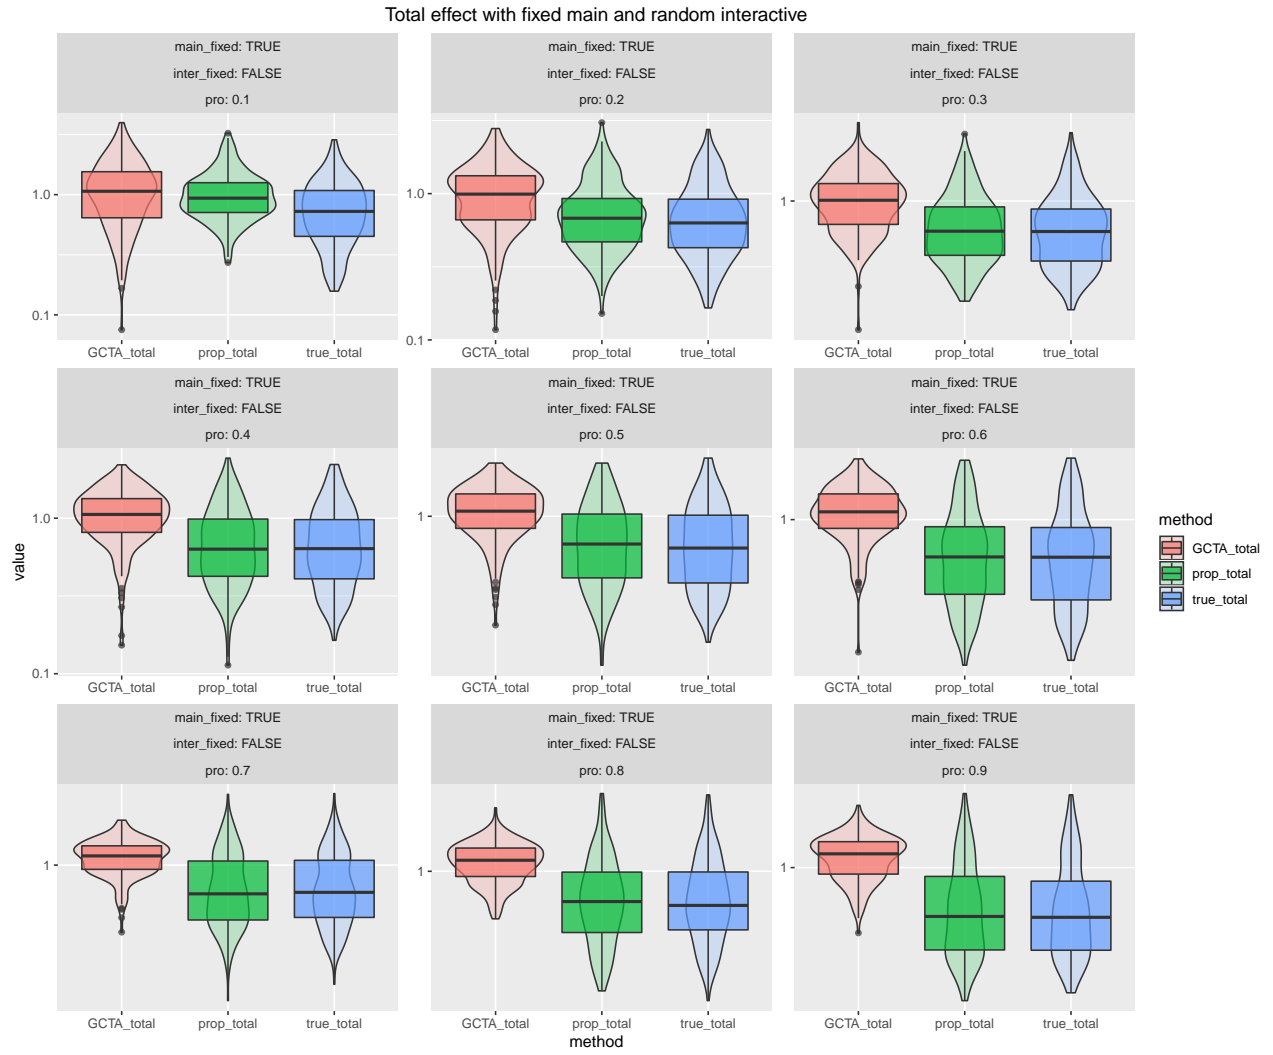 Total effect with fixed main and random interactive
main_fixed: TRUE
inter_fixed: FALSE
pro: 0.1
main_fixed: TRUE
inter_fixed: FALSE
pro: 0.2
main_fixed: TRUE
inter_fixed: FALSE
pro: 0.3
1.0
0.1
1.0
0.1
1
GCTA_total prop_total true_total
GCTA_total prop_total true_total
GCTA_total prop_total true_total
main_fixed: TRUE
inter_fixed: FALSE
pro: 0.4
main_fixed: TRUE
inter_fixed: FALSE
pro: 0.5
main_fixed: TRUE
inter_fixed: FALSE
pro: 0.6
1.0
0.1
1
1
GCTA_total prop_total true_total
GCTA_total prop_total true_total
GCTA_total prop_total true_total
main_fixed: TRUE
inter_fixed: FALSE
pro: 0.7
main_fixed: TRUE
inter_fixed: FALSE
pro: 0.8
main_fixed: TRUE
inter_fixed: FALSE
pro: 0.9
1
1
1
GCTA_total prop_total true_total
GCTA_total prop_total true_total
GCTA_total prop_total true_total
value
method
method
GCTA_total
prop_total
true_total